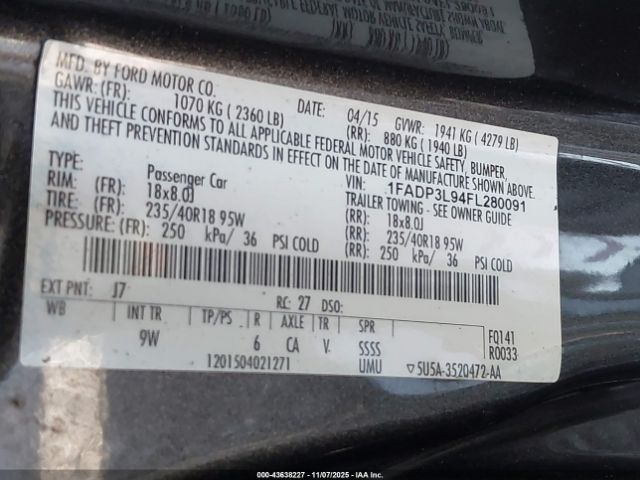 MFD. BY FORD MOTOR CO.
DATE: 04/15 GVWR: 1941 KG ( 4279 LB)
GAWR: (FR): 1070 KG ( 2360 LB) (RR): 880 KG ( 1940 LB)
THIS VEHICLE CONFORMS TO ALL APPLICABLE FEDERAL MOTOR VEHICLE SAFETY, BUMPER,
AND THEFT PREVENTION STANDARDS IN EFFECT ON THE DATE OF MANUFACTURE SHOWN ABOVE.
VIN: 1FADP3L94FL280091
TYPE: Passenger Car TRAILER TOWING - SEE OWNER GUIDE
RIM: (FR): 18x8.0J (RR): 18x8.0J
TIRE: (FR): 235/40R18 95W (RR): 235/40R18 95W
PRESSURE: (FR): 250 kPa/ 36 PSI COLD (RR): 250 kPa/ 36 PSI COLD
EXT PNT: J7 RC: 27 DSO:
WB INT TR TP/PS R AXLE TR SPR FQ141
9W 6 CA V. SSSS R0033
1201504021271 UMU ▽5U5A-3520472-AA
000-43638227 - 11/07/2025 - IAAI.COM